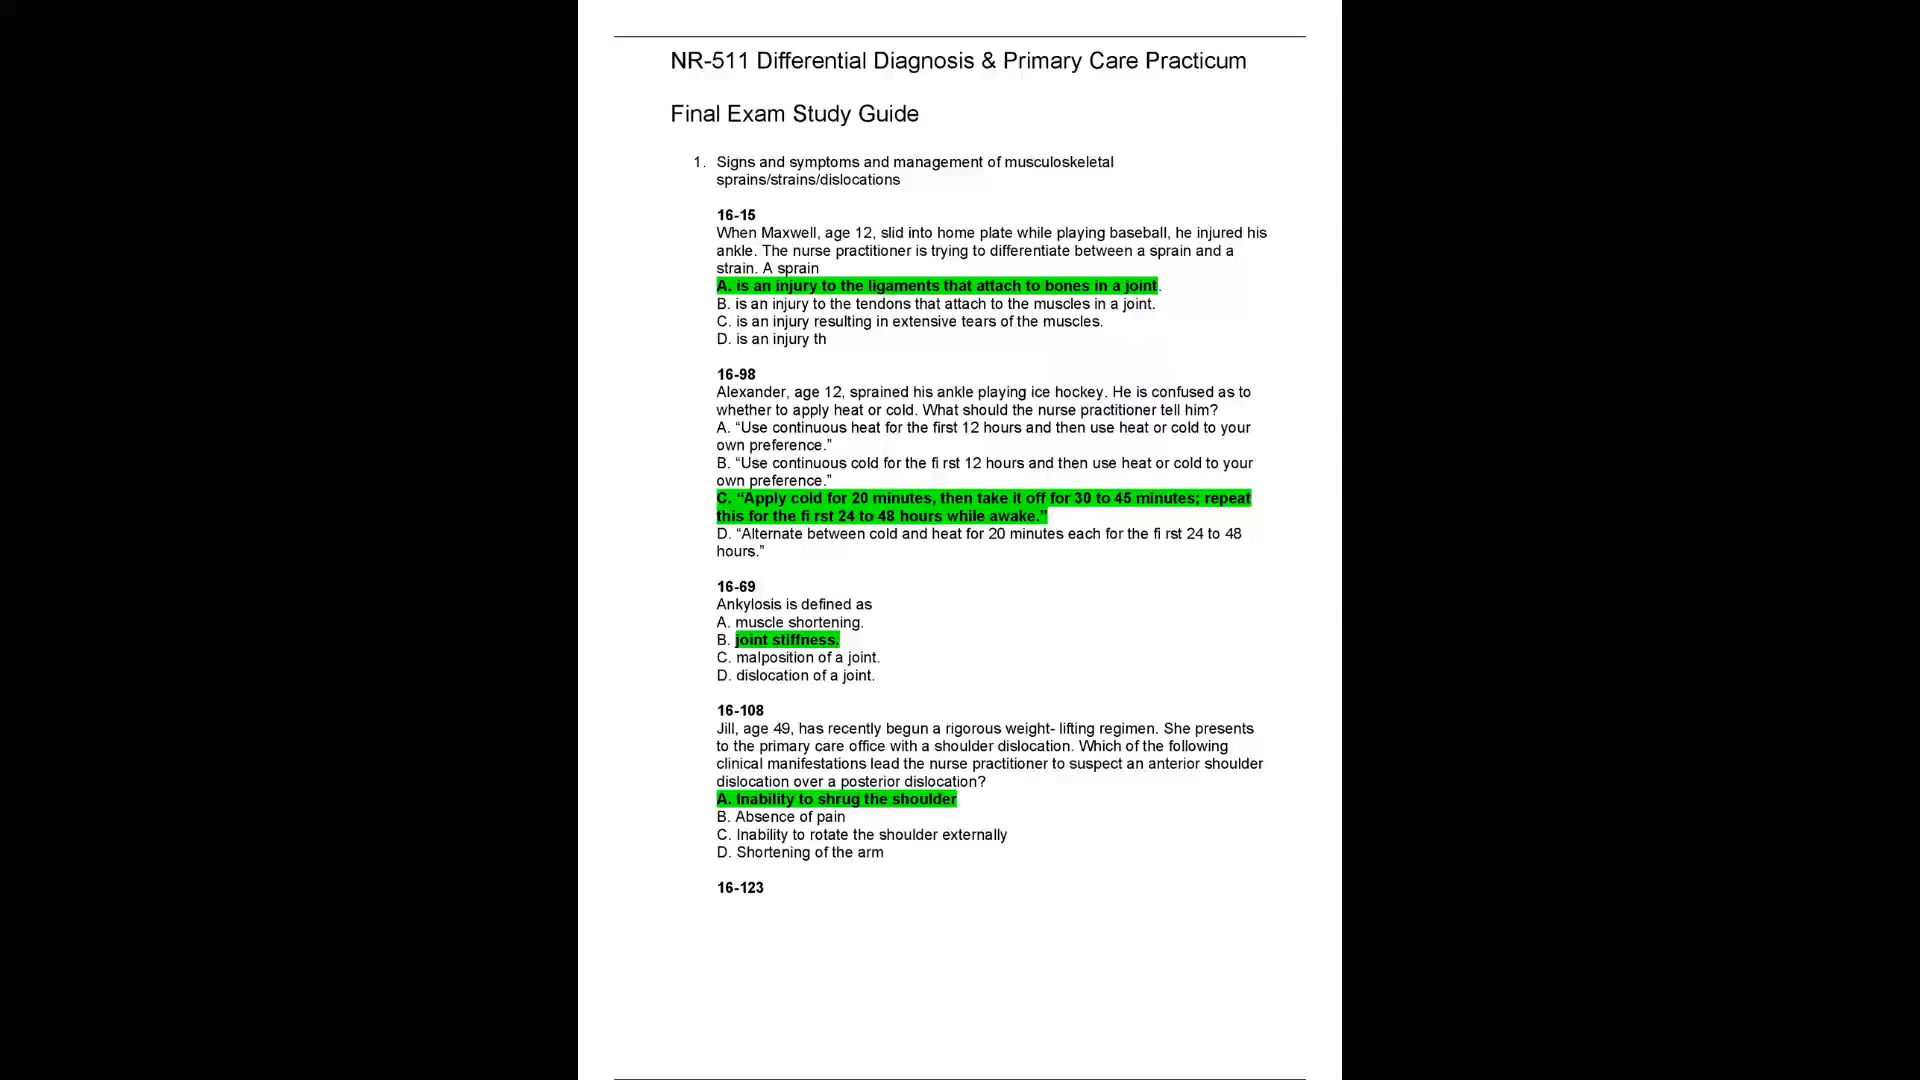 NR-511 Differential Diagnosis & Primary Care Practicum
Final Exam Study Guide
1. Signs and symptoms and management of musculoskeletal
sprains/strains/dislocations
16-15
When Maxwell, age 12, slid into home plate while playing baseball, he injured his
ankle. The nurse practitioner is trying to differentiate between a sprain and a
strain. A sprain
A. is an injury to the ligaments that attach to bones in a joint.
B. is an injury to the tendons that attach to the muscles in a joint.
C. is an injury resulting in extensive tears of the muscles.
D. is an injury th
16-98
Alexander, age 12, sprained his ankle playing ice hockey. He is confused as to
whether to apply heat or cold. What should the nurse practitioner tell him?
A. “Use continuous heat for the first 12 hours and then use heat or cold to your
own preference.”
B. “Use continuous cold for the fi rst 12 hours and then use heat or cold to your
own preference.”
C. “Apply cold for 20 minutes, then take it off for 30 to 45 minutes; repeat
this for the fi rst 24 to 48 hours while awake.”
D. “Alternate between cold and heat for 20 minutes each for the fi rst 24 to 48
hours.”
16-69
Ankylosis is defined as
A. muscle shortening.
B. joint stiffness.
C. malposition of a joint.
D. dislocation of a joint.
16-108
Jill, age 49, has recently begun a rigorous weight- lifting regimen. She presents
to the primary care office with a shoulder dislocation. Which of the following
clinical manifestations lead the nurse practitioner to suspect an anterior shoulder
dislocation over a posterior dislocation?
A. Inability to shrug the shoulder
B. Absence of pain
C. Inability to rotate the shoulder externally
D. Shortening of the arm
16-123